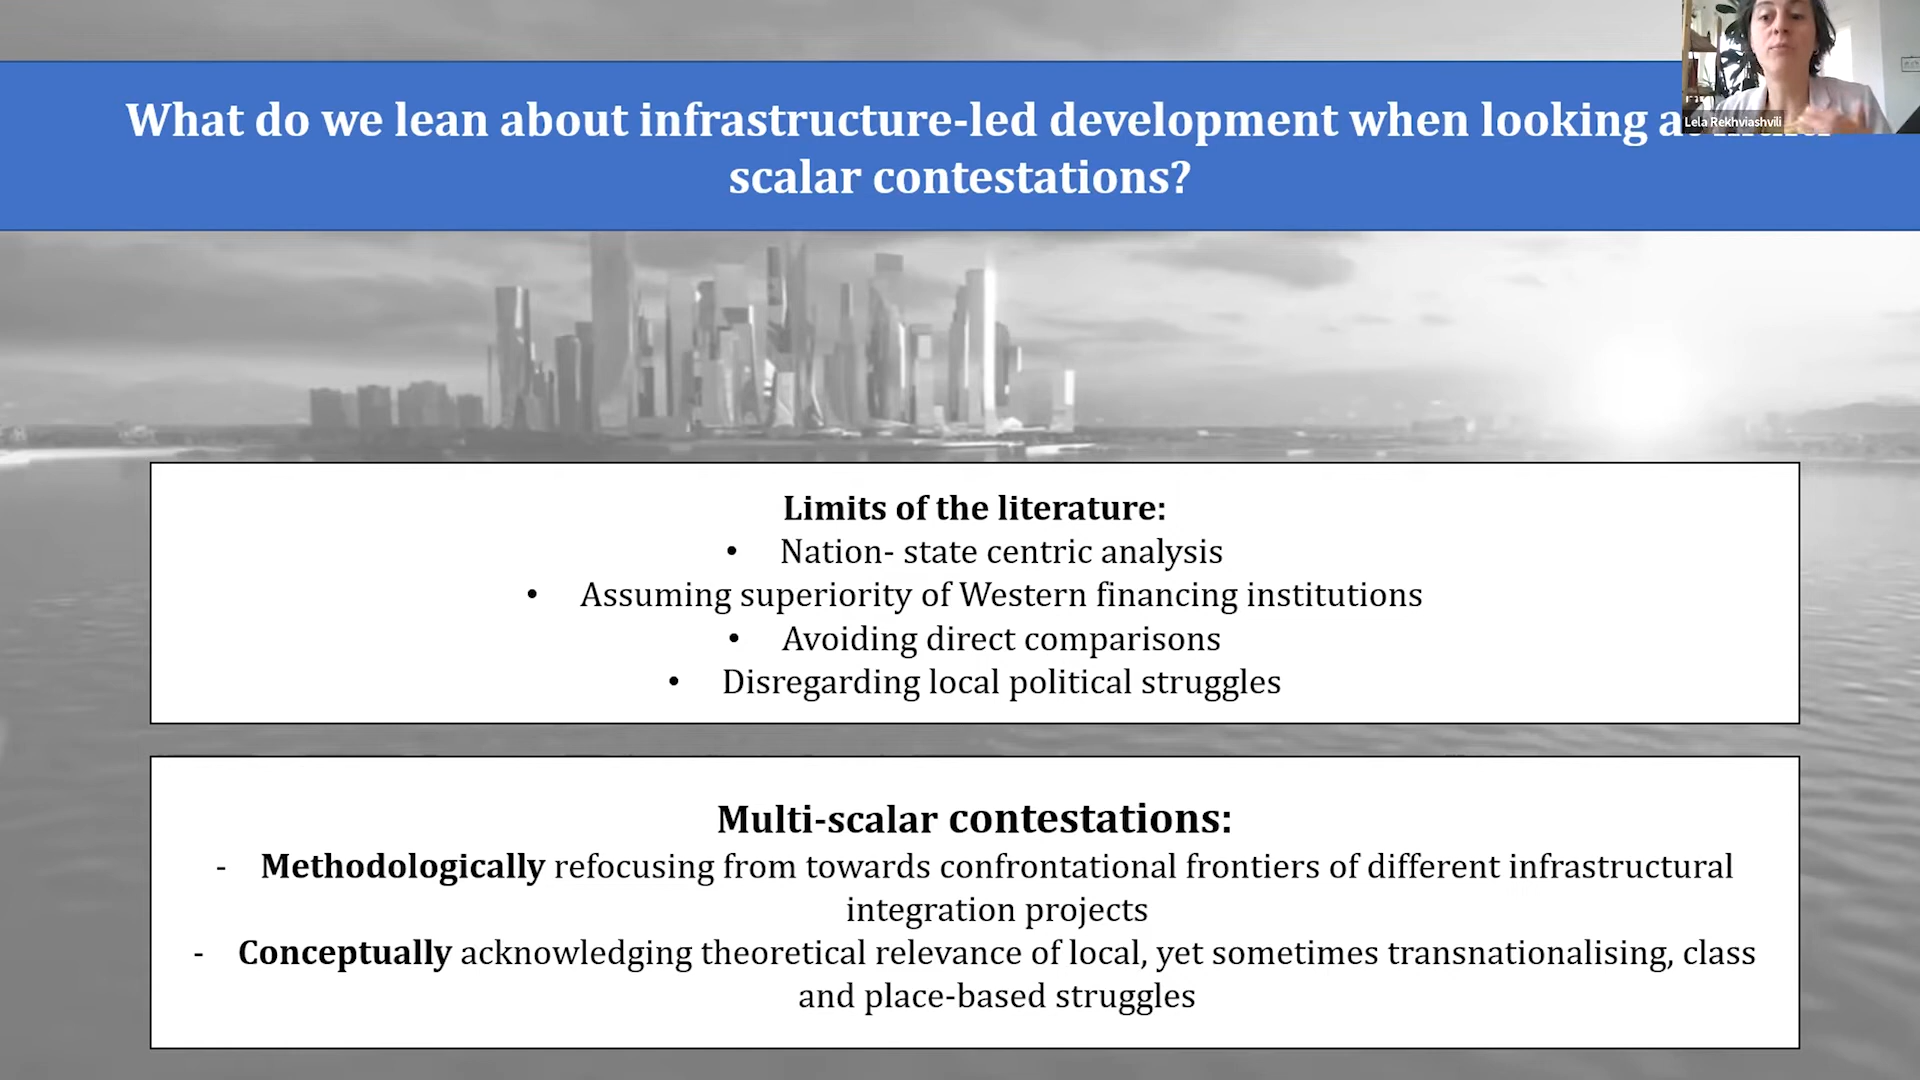 What do we lean about infrastructure-led development when looking
scalar contestations?
Lela Rekhviashvili
Limits of the literature:
• Nation- state centric analysis
• Assuming superiority of Western financing institutions
• Avoiding direct comparisons
• Disregarding local political struggles
Multi-scalar contestations:
- Methodologically refocusing from towards confrontational frontiers of different infrastructural
integration projects
- Conceptually acknowledging theoretical relevance of local, yet sometimes transnationalising, class
and place-based struggles